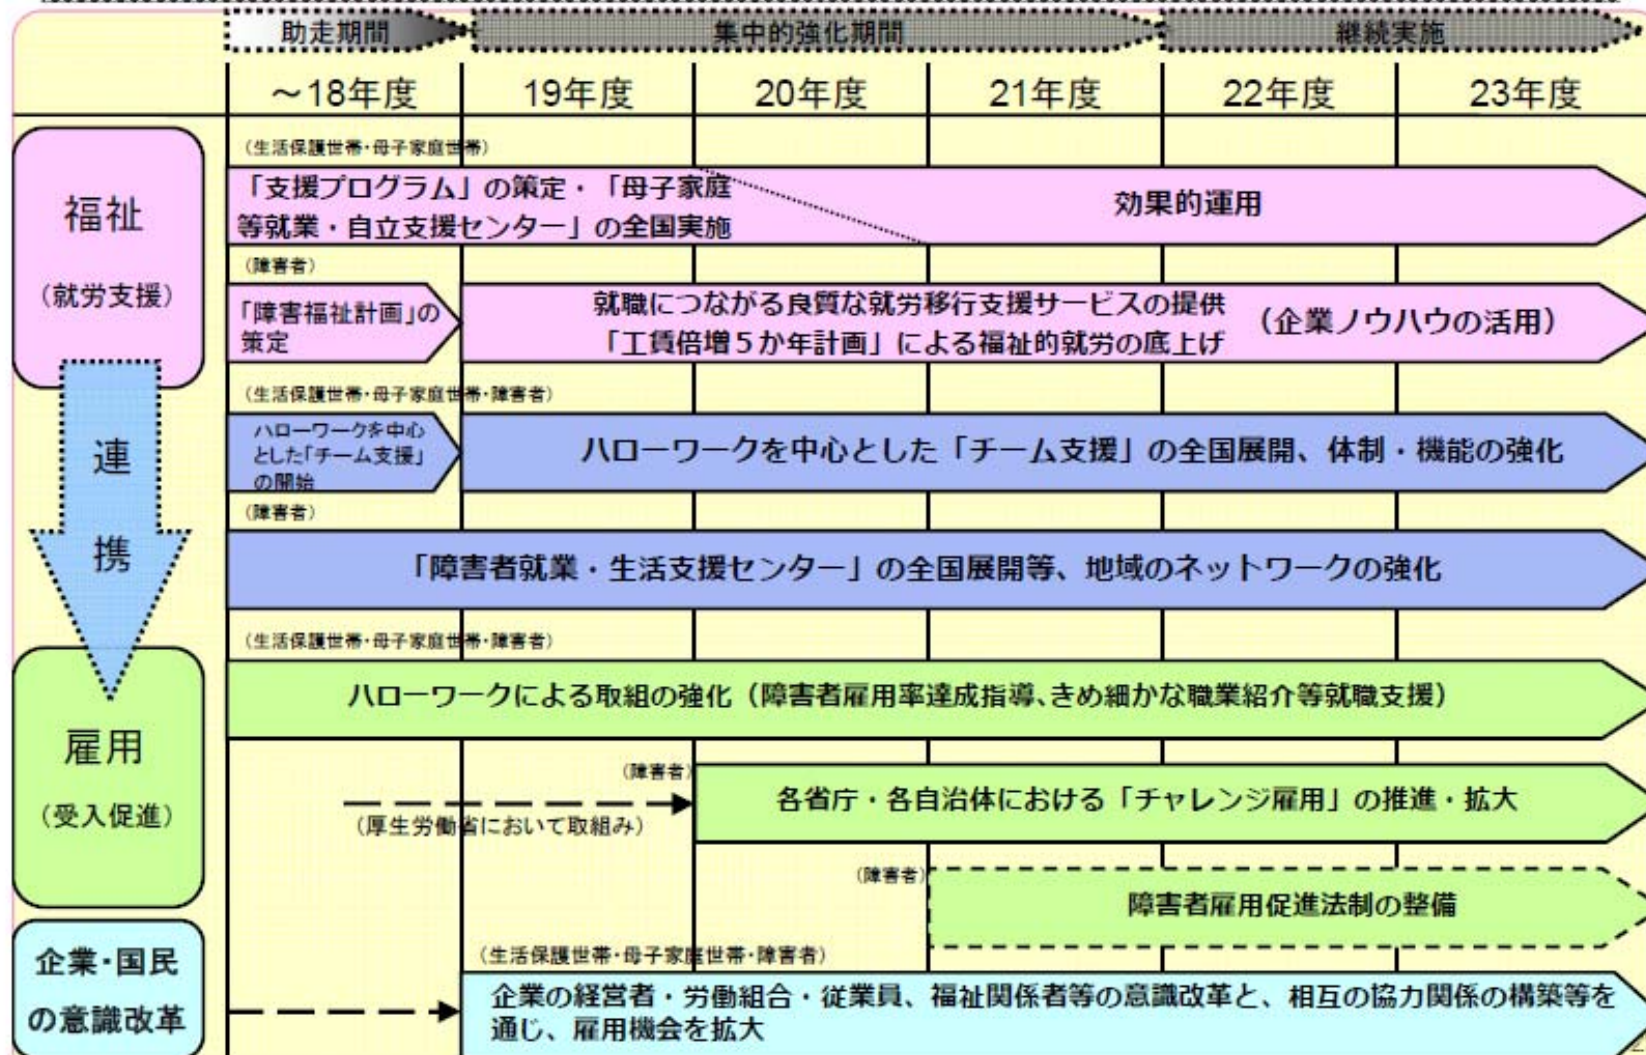 助走期間
集中的強化期間
継続実施
～18年度
19年度
20年度
21年度
22年度
23年度
福祉
（就労支援）
（生活保護世帯・母子家庭世帯）
「支援プログラム」の策定・「母子家庭
等就業・自立支援センター」の全国実施
効果的運用
（障害者）
「障害福祉計画」の
策定
就職につながる良質な就労移行支援サービスの提供
「工賃倍増５か年計画」による福祉的就労の底上げ
（企業ノウハウの活用）
連
携
（生活保護世帯・母子家庭世帯・障害者）
ハローワークを中心
とした「チーム支援」
の開始
ハローワークを中心とした「チーム支援」の全国展開、体制・機能の強化
（障害者）
「障害者就業・生活支援センター」の全国展開等、地域のネットワークの強化
雇用
（受入促進）
（生活保護世帯・母子家庭世帯・障害者）
ハローワークによる取組の強化（障害者雇用率達成指導、きめ細かな職業紹介等就職支援）
（障害者）
（厚生労働省において取組み）
各省庁・各自治体における「チャレンジ雇用」の推進・拡大
（障害者）
障害者雇用促進法制の整備
企業・国民
の意識改革
（生活保護世帯・母子家庭世帯・障害者）
企業の経営者・労働組合・従業員、福祉関係者等の意識改革と、相互の協力関係の構築等を
通じ、雇用機会を拡大